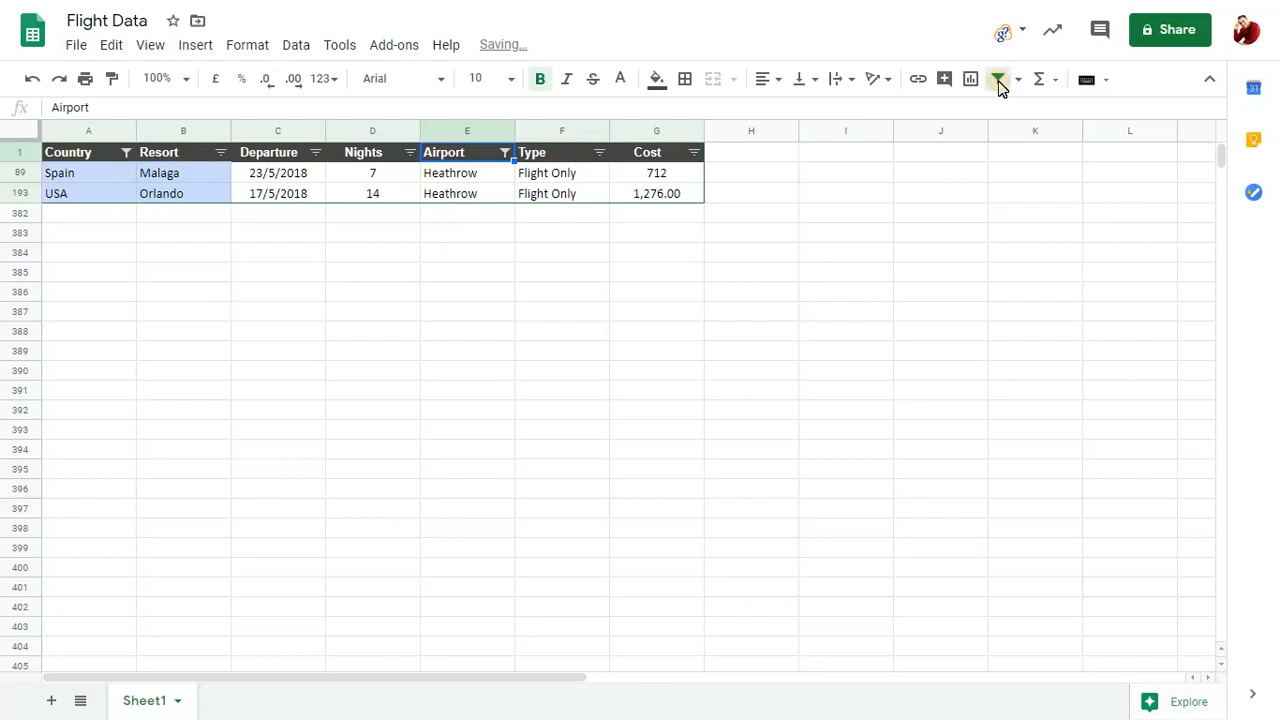 Flight Data
File Edit View Insert Format Data Tools Add-ons Help Saving...
Share
100% £ % .0 .00 123 Arial 10 B I S A Σ
31
fx Airport
A B C D E F G H I J K L
1 Country Resort Departure Nights Airport Type Cost
89 Spain Malaga 23/5/2018 7 Heathrow Flight Only 712
193 USA Orlando 17/5/2018 14 Heathrow Flight Only 1,276.00
382
383
384
385
386
387
388
389
390
391
392
393
394
395
396
397
398
399
400
401
402
403
404
405
+ Sheet1 Explore